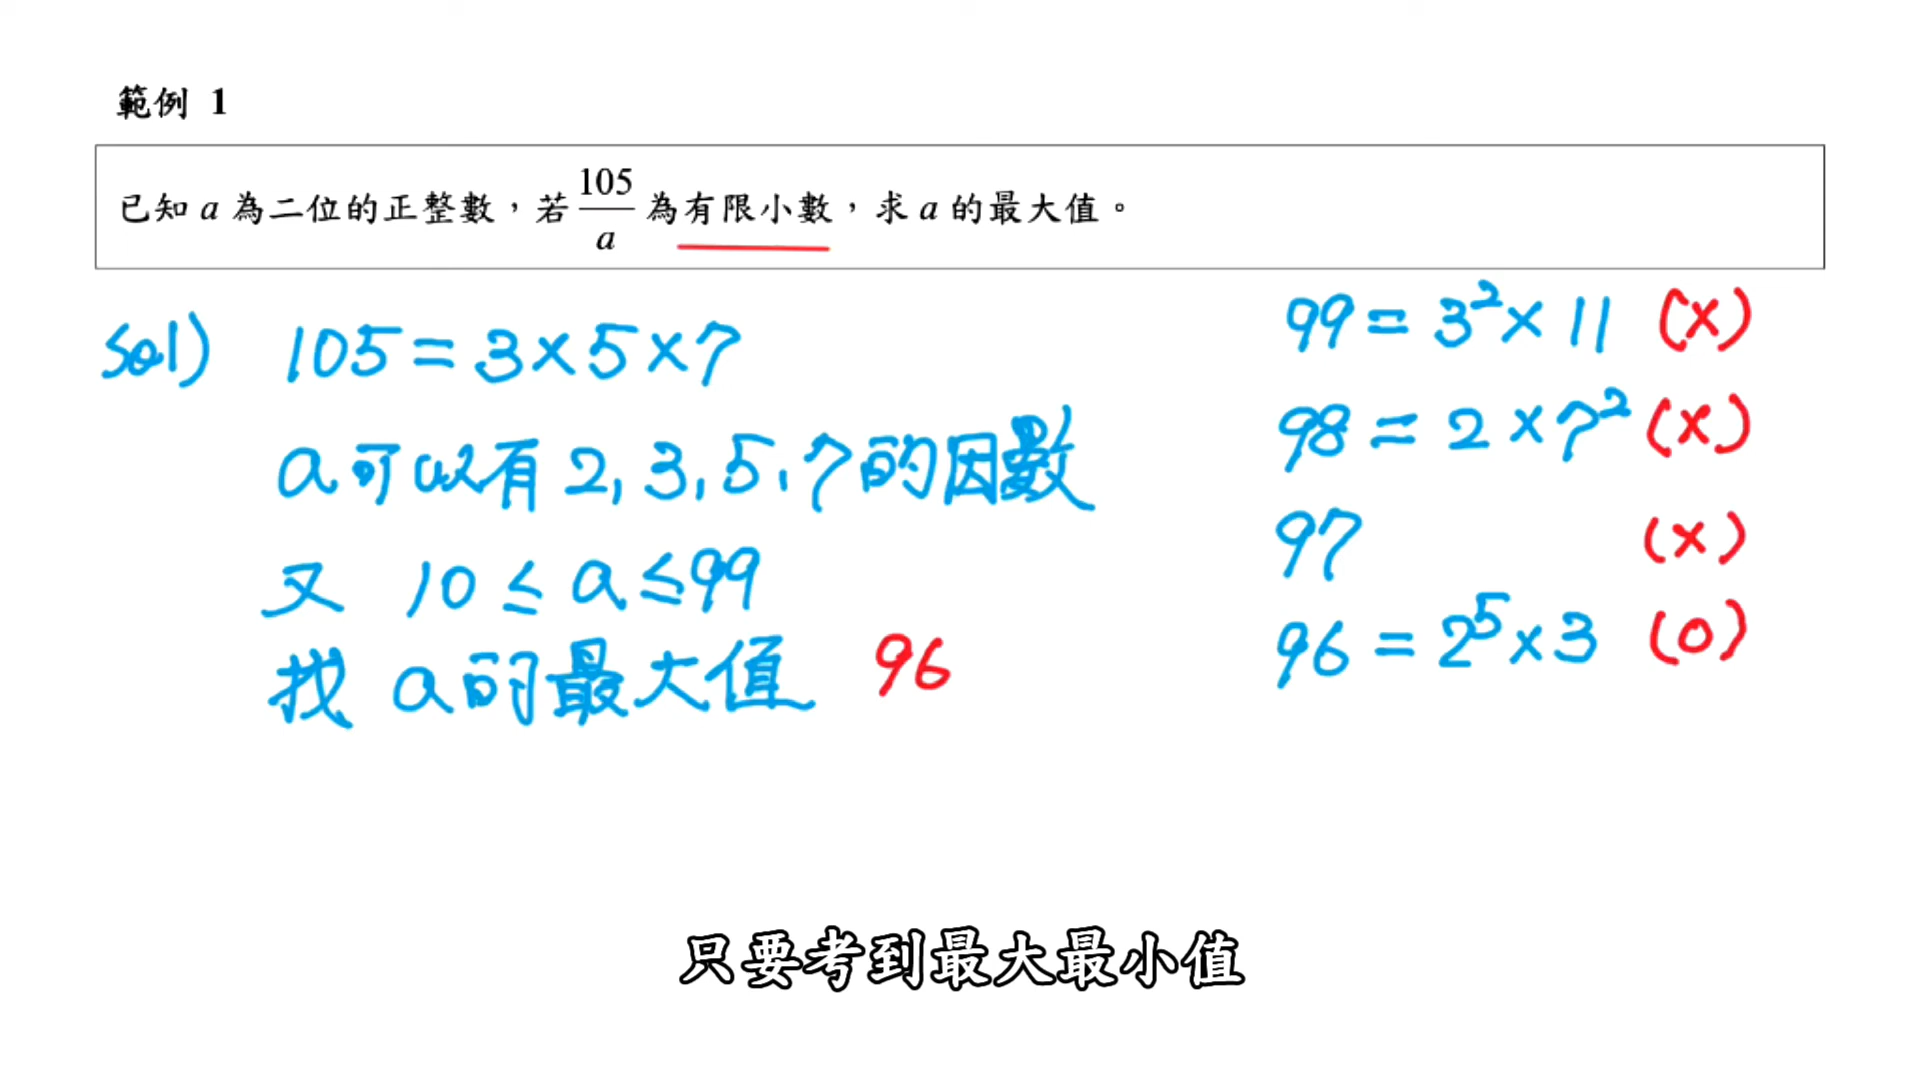 範例 1
已知 a 為二位的正整數，若 105/a 為有限小數，求 a 的最大值。
Sol) 105 = 3 × 5 × 7
a 可以有 2, 3, 5, 7 的因數
又 10 ≤ a ≤ 99
找 a 的最大值 96
99 = 3² × 11 (×)
98 = 2 × 7² (×)
97 (×)
96 = 2⁵ × 3 (○)
只要考到最大最小值